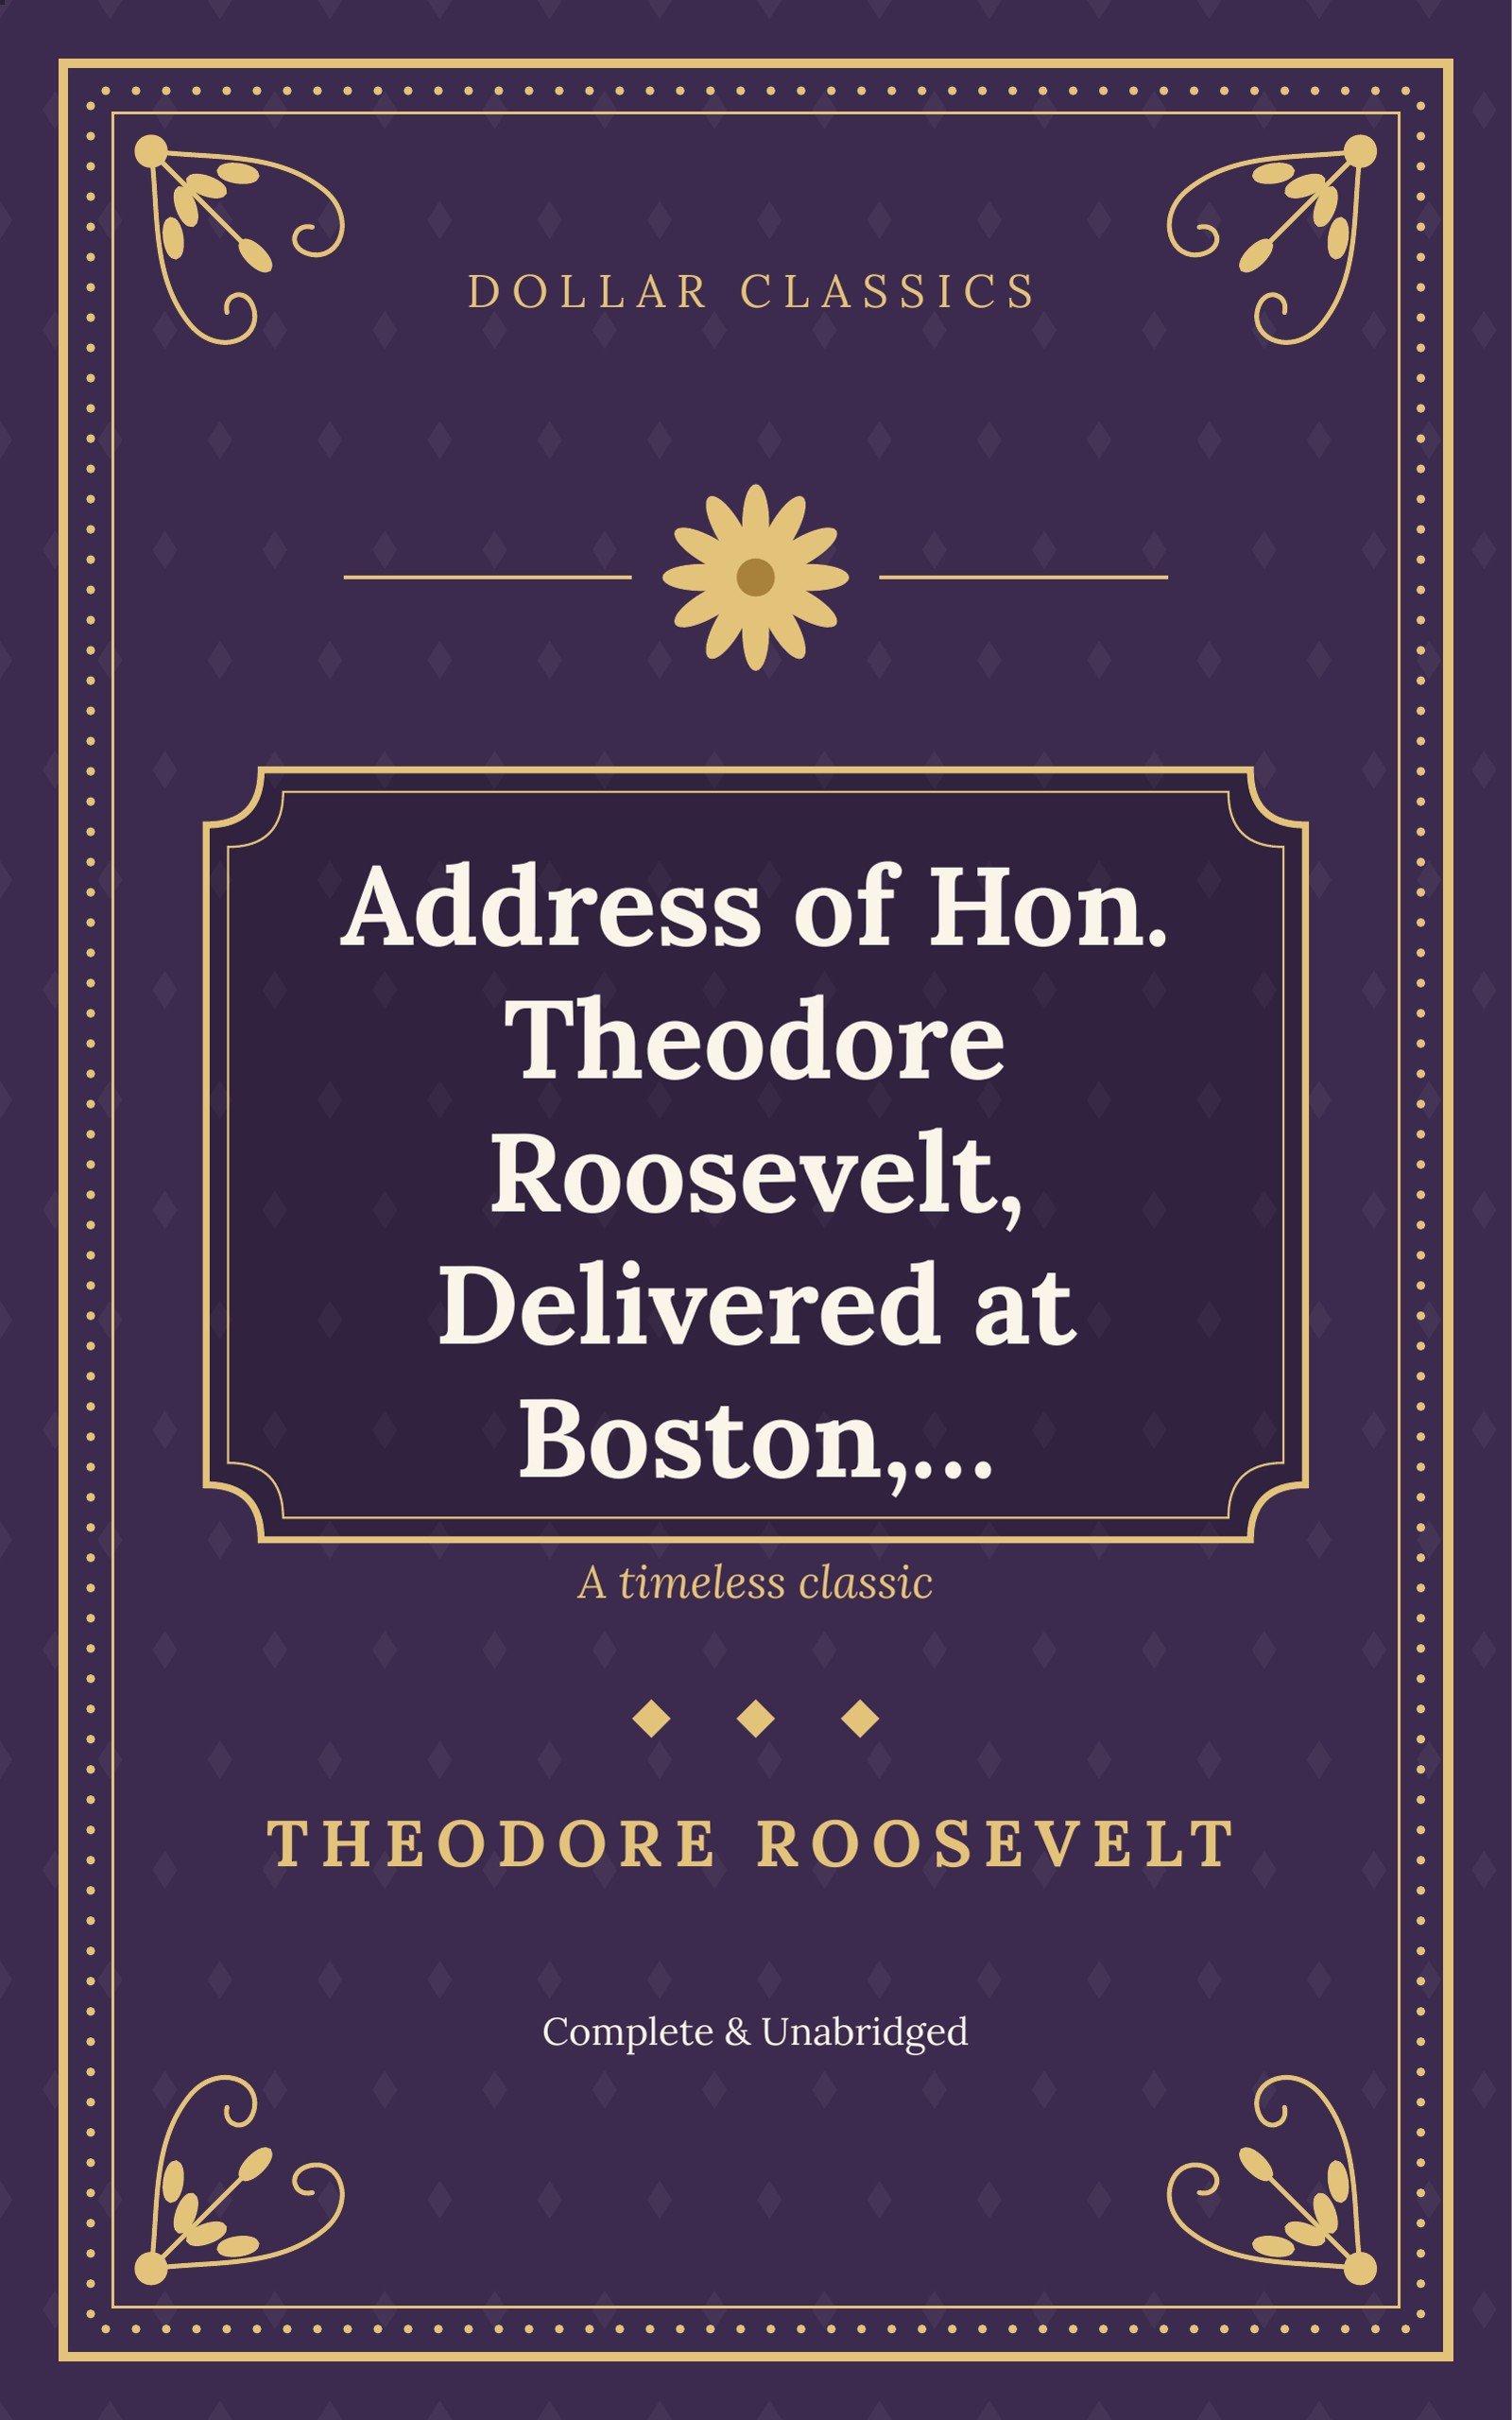 DOLLAR CLASSICS
Address of Hon.
Theodore
Roosevelt,
Delivered at
Boston,...
A timeless classic
THEODORE ROOSEVELT
Complete & Unabridged